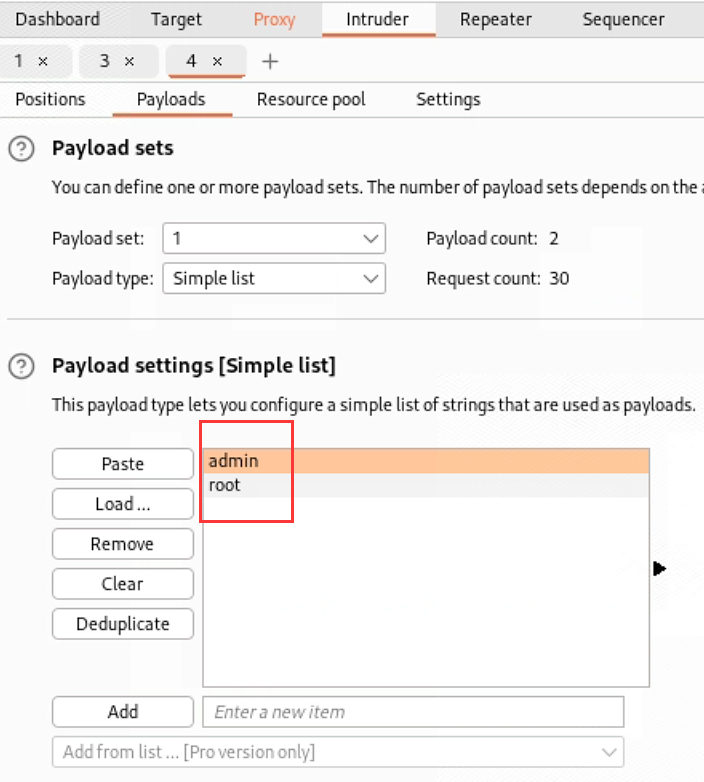 Dashboard Target Proxy Intruder Repeater Sequencer
1 × 3 × 4 × +
Positions Payloads Resource pool Settings
? Payload sets
You can define one or more payload sets. The number of payload sets depends on the a
Payload set: 1 Payload count: 2
Payload type: Simple list Request count: 30
? Payload settings [Simple list]
This payload type lets you configure a simple list of strings that are used as payloads.
Paste admin
root
Load ...
Remove
Clear
Deduplicate
Add Enter a new item
Add from list ... [Pro version only]